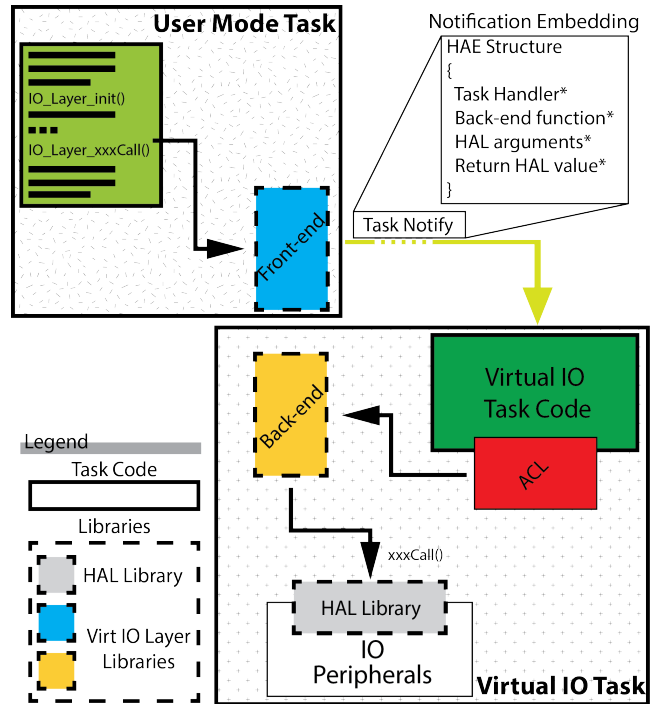 User Mode Task
IO_Layer_init()
IO_Layer_xxxCall()
Front-end
Notification Embedding
HAE Structure
{
Task Handler*
Back-end function*
HAL arguments*
Return HAL value*
}
Task Notify
Virtual IO
Task Code
ACL
Back-end
xxxCall()
HAL Library
IO
Peripherals
Virtual IO Task
Legend
Task Code
Libraries
HAL Library
Virt IO Layer
Libraries